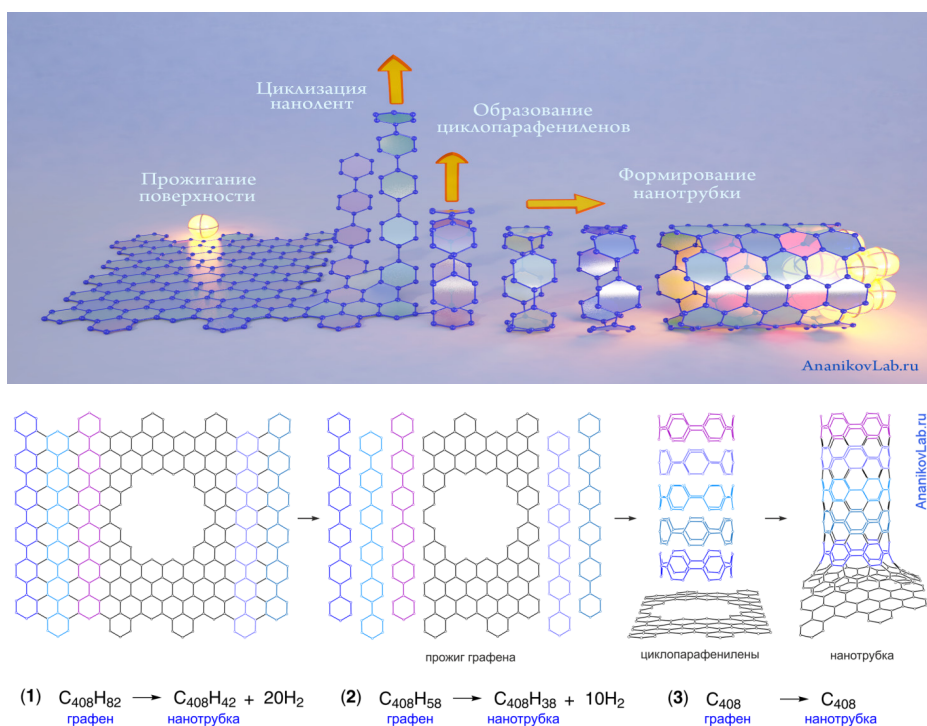 Циклизация
нанолент
Образование
циклопарафениленов
Прожигание
поверхности
Формирование
нанотрубки
AnanikovLab.ru
AnanikovLab.ru
прожиг графена
циклопарафенилены
нанотрубка
(1) C₄₀₈H₈₂ → C₄₀₈H₄₂ + 20H₂
графен нанотрубка
(2) C₄₀₈H₅₈ → C₄₀₈H₃₈ + 10H₂
графен нанотрубка
(3) C₄₀₈ → C₄₀₈
графен нанотрубка